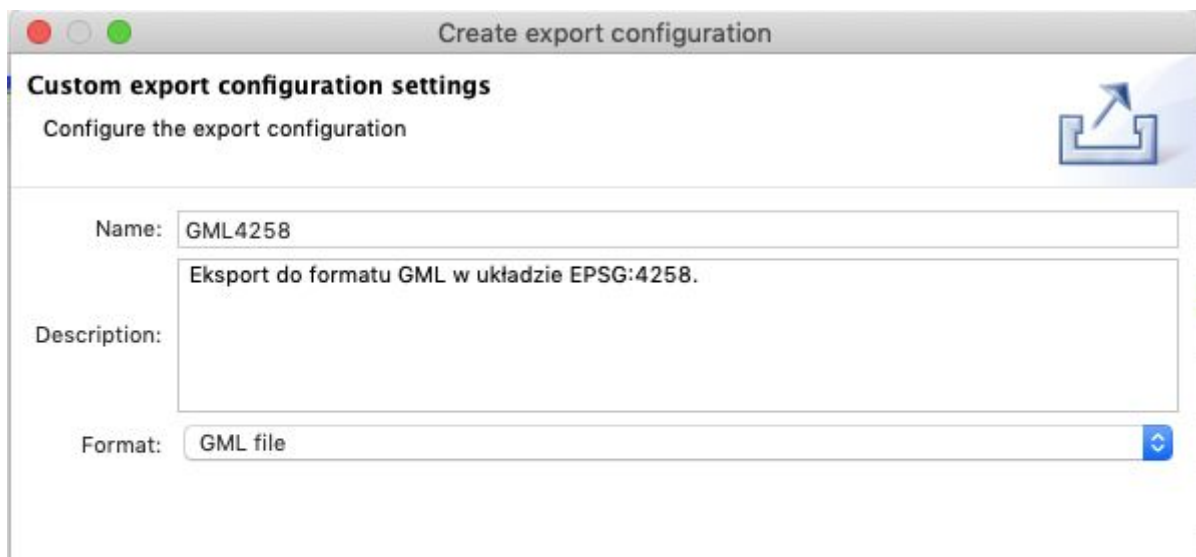 Create export configuration
Custom export configuration settings
Configure the export configuration
Name: GML4258
Description: Eksport do formatu GML w układzie EPSG:4258.
Format: GML file